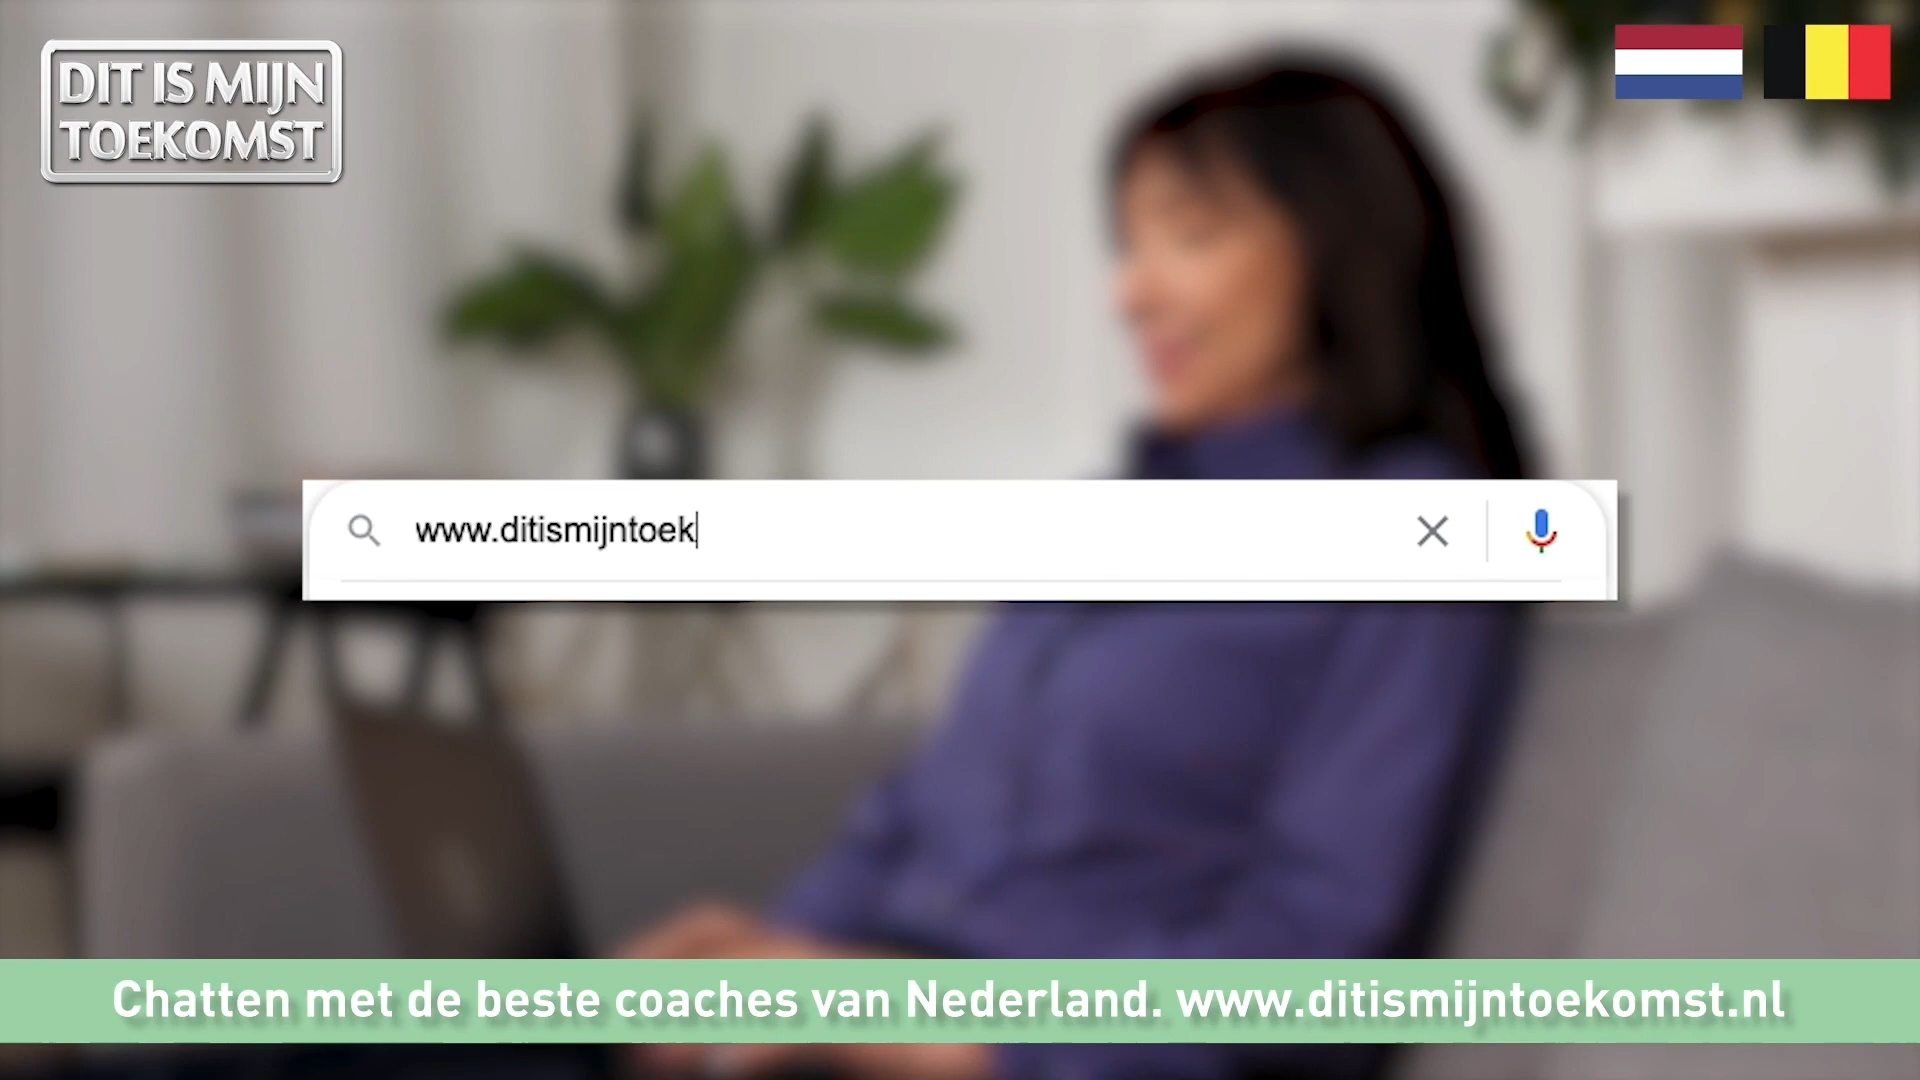 DIT IS MIJN
TOEKOMST
www.ditismijntoek
Chatten met de beste coaches van Nederland. www.ditismijntoekomst.nl